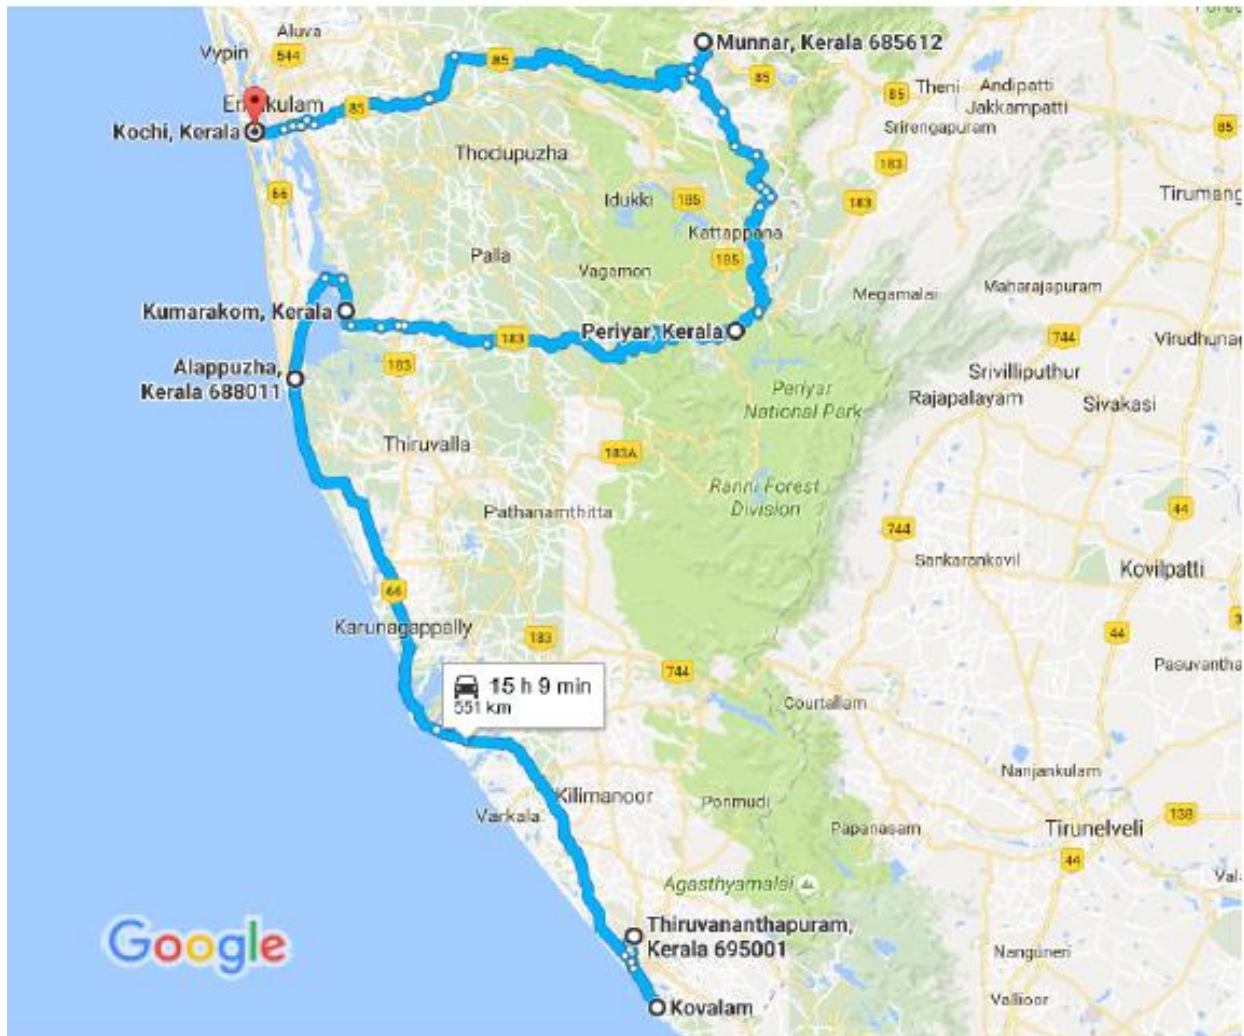 Aluva
Vypin
544
Munnar, Kerala 685612
85
85
Theni
Andipatti
85
Jakkampatti
85
Srirengapuram
85
Kochi, Kerala
Thodupuzha
183
Tirumang
66
Idukki
185
183
Kattappana
Palla
185
Vagamon
Megamalai
Maharajapuram
Kumarakom, Kerala
Periyar, Kerala
183
744
Virudhunag
183
Alappuzha,
Kerala 688011
Srivilliputhur
Periyar
National Park
Rajapalayam
Sivakasi
Thiruvalla
183A
Ranni Forest
Division
44
Pathanamthitta
744
Sankarankovil
Kovilpatti
66
Karunagappally
183
44
744
Pasuvantha
15 h 9 min
551 km
Courtallam
Nanjankulam
Kilimanoor
Ponmudi
Varkala
Papanasam
Tirunelveli
138
44
Agasthyamalai
Val
Thiruvananthapuram,
Kerala 695001
Google
Nanguneri
Kovalam
Vallioor